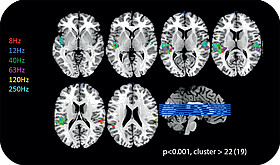 8Hz
12Hz
40Hz
63Hz
120Hz
250Hz
p<0.001, cluster > 22 (19)